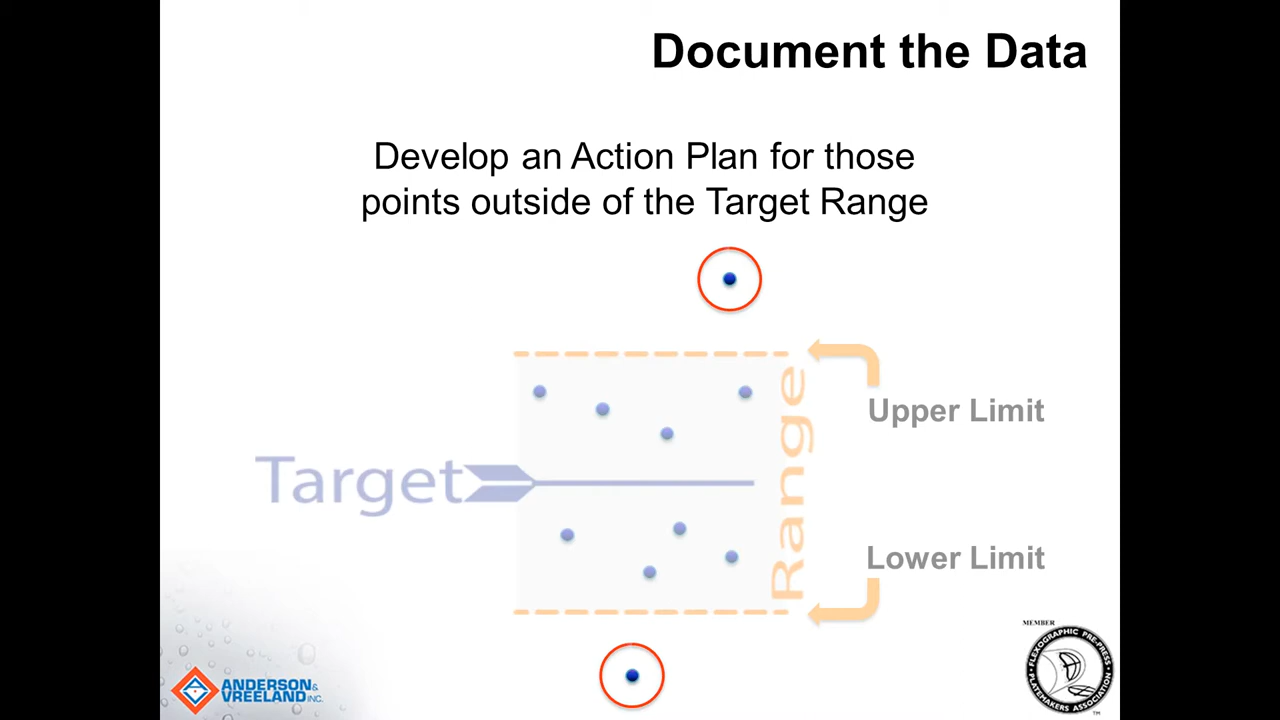 Document the Data
Develop an Action Plan for those
points outside of the Target Range
Range
Upper Limit
Target
Lower Limit
MEMBER
FLEXOGRAPHIC PRE-PRESS
PLATEMAKERS ASSOCIATION
TM
ANDERSON &
VREELAND INC.